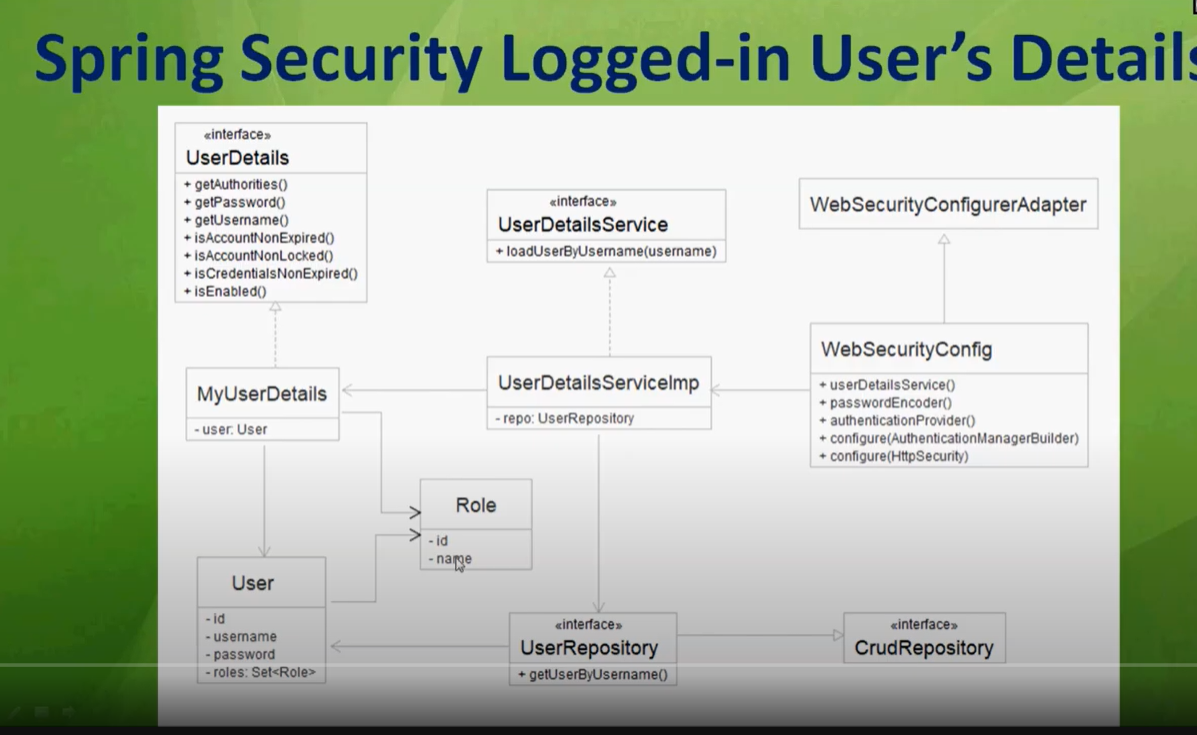 Spring Security Logged-in User's Details
«interface»
UserDetails
+ getAuthorities()
+ getPassword()
+ getUsername()
+ isAccountNonExpired()
+ isAccountNonLocked()
+ isCredentialsNonExpired()
+ isEnabled()
«interface»
UserDetailsService
+ loadUserByUsername(username)
WebSecurityConfigurerAdapter
MyUserDetails
- user: User
UserDetailsServiceImp
- repo: UserRepository
WebSecurityConfig
+ userDetailsService()
+ passwordEncoder()
+ authenticationProvider()
+ configure(AuthenticationManagerBuilder)
+ configure(HttpSecurity)
Role
- id
- name
User
- id
- username
- password
- roles: Set<Role>
«interface»
UserRepository
+ getUserByUsername()
«interface»
CrudRepository